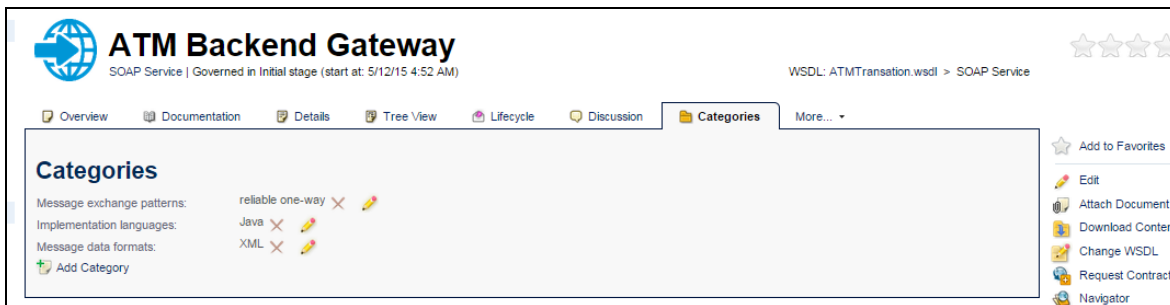 ATM Backend Gateway
SOAP Service | Governed in Initial stage (start at: 5/12/15 4:52 AM)
WSDL: ATMTransation.wsdl > SOAP Service
Overview
Documentation
Details
Tree View
Lifecycle
Discussion
Categories
More...
Categories
Message exchange patterns: reliable one-way
Implementation languages: Java
Message data formats: XML
Add Category
Add to Favorites
Edit
Attach Document
Download Conten
Change WSDL
Request Contract
Navigator